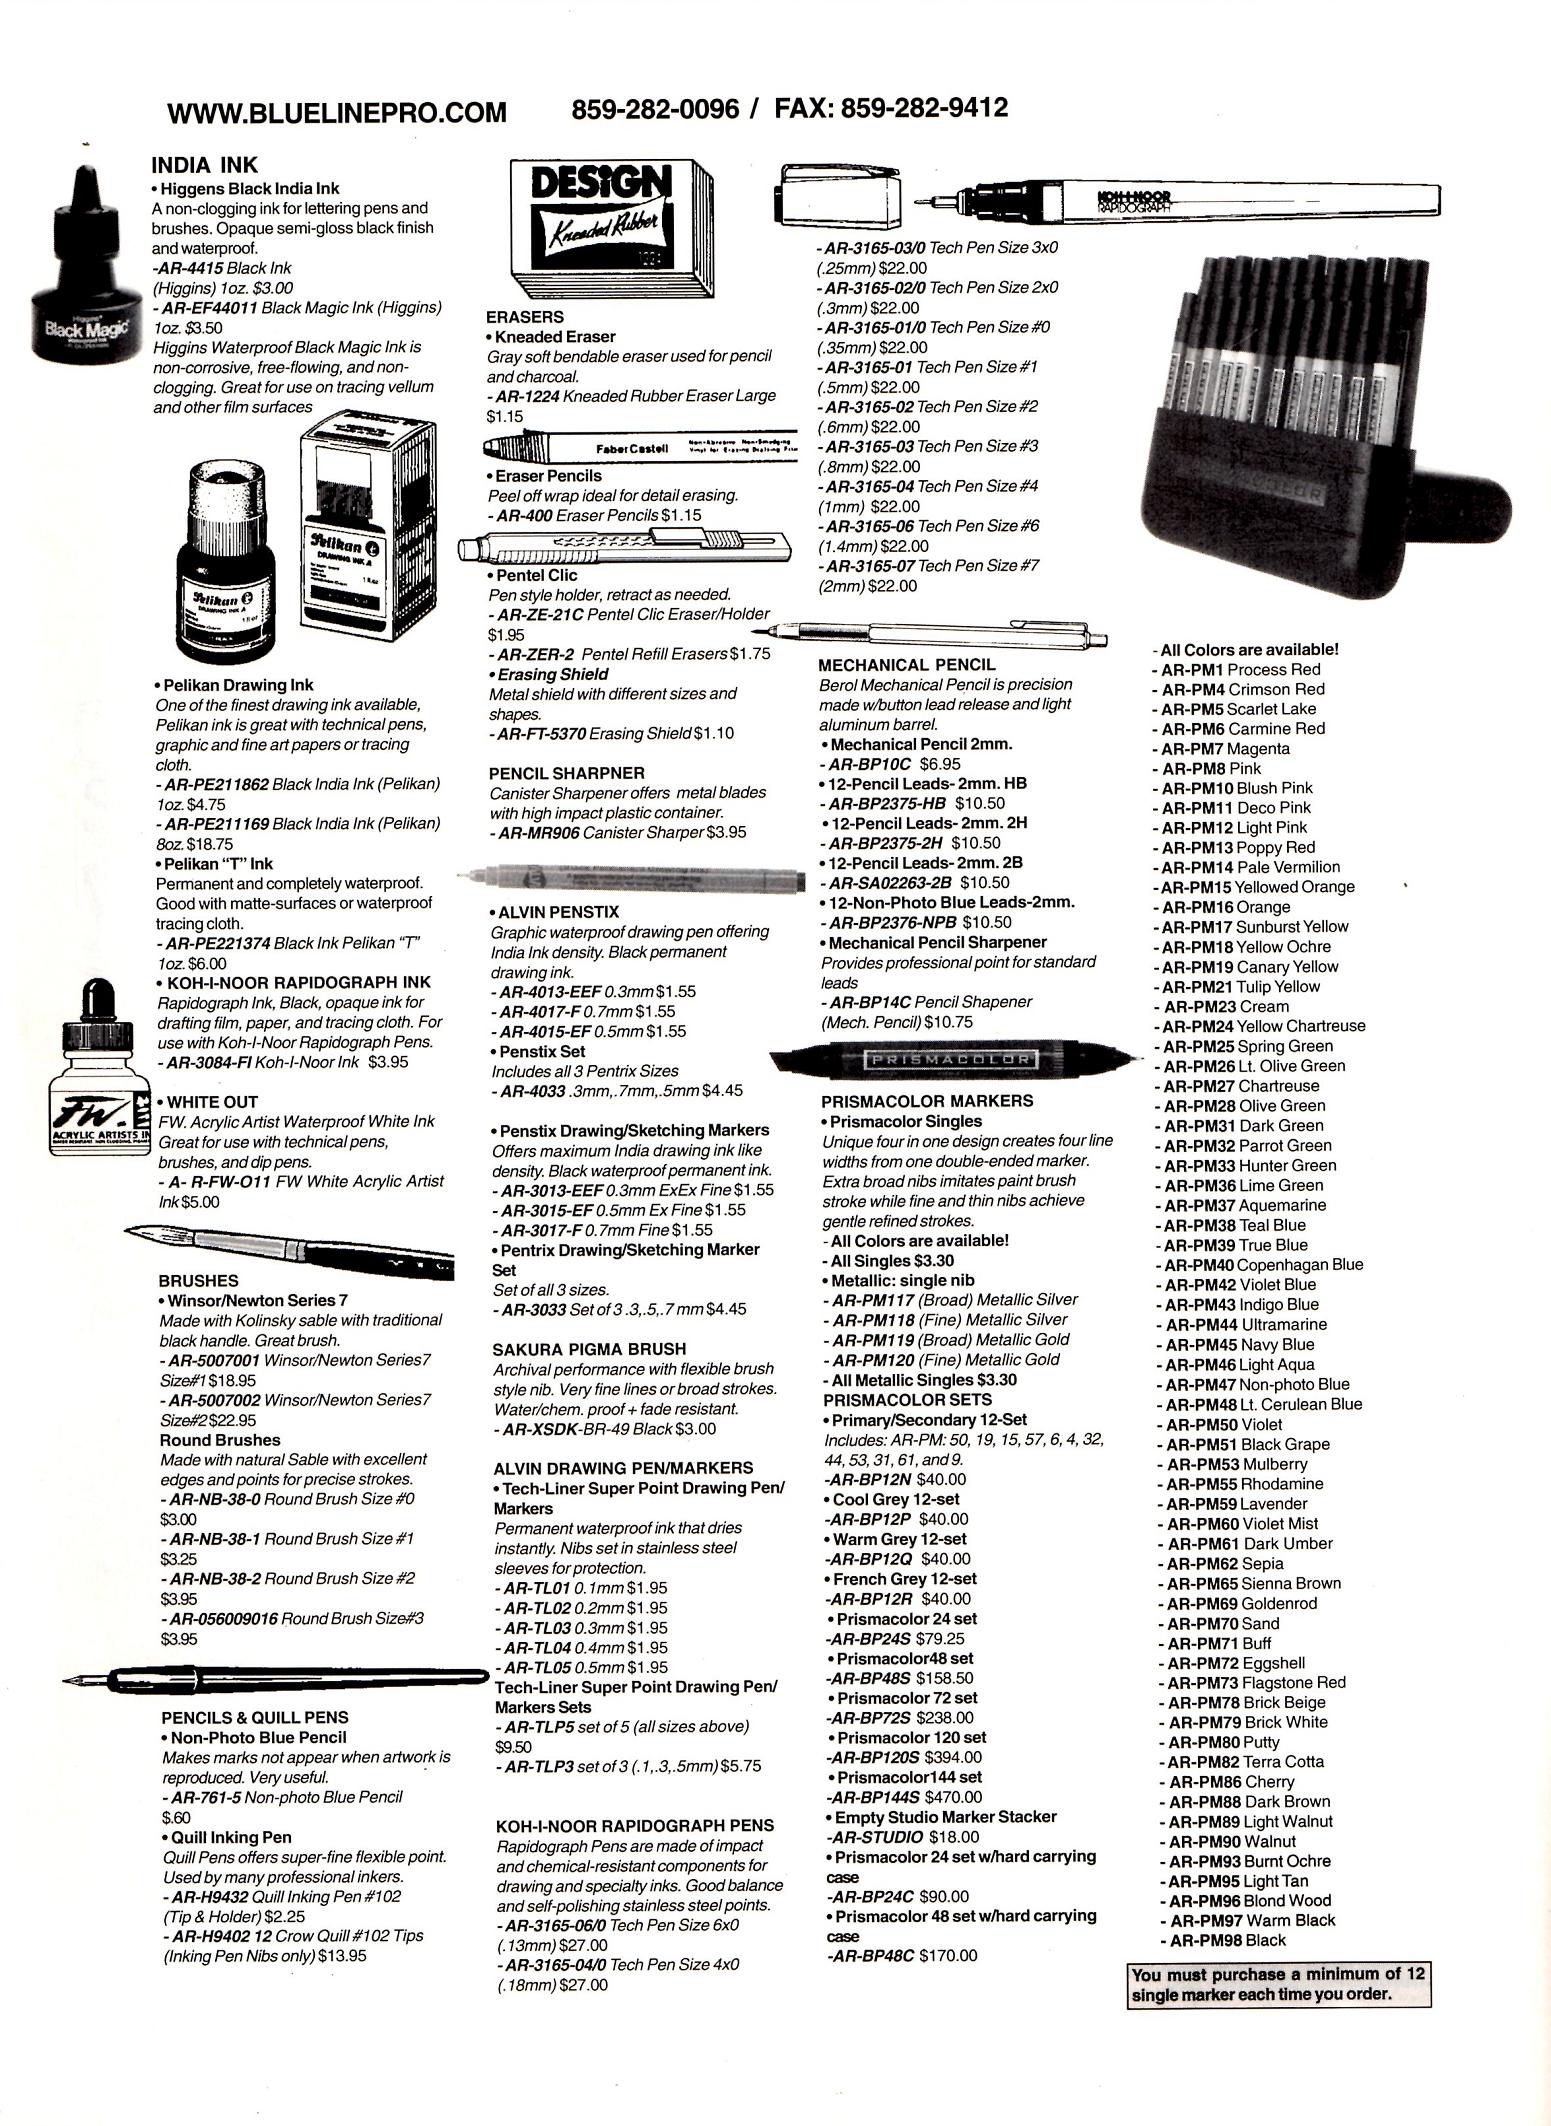 WWW.BLUELINEPRO.COM 859-282-0096 / FAX: 859-282-9412
INDIA INK
• Higgens Black India Ink
A non-clogging ink for lettering pens and
brushes. Opaque semi-gloss black finish
and waterproof.
-AR-4415 Black Ink
(Higgins) 1oz. $3.00
- AR-EF44011 Black Magic Ink (Higgins)
1oz. $3.50
Higgins Waterproof Black Magic Ink is
non-corrosive, free-flowing, and non-
clogging. Great for use on tracing vellum
and other film surfaces
Higgins
Black Magic
Pelikan
DRAWING INK A
1 fl oz
Pelikan
DRAWING INK A
1 fl oz
• Pelikan Drawing Ink
One of the finest drawing ink available,
Pelikan ink is great with technical pens,
graphic and fine art papers or tracing
cloth.
- AR-PE211862 Black India Ink (Pelikan)
1oz. $4.75
- AR-PE211169 Black India Ink (Pelikan)
8oz. $18.75
• Pelikan "T" Ink
Permanent and completely waterproof.
Good with matte-surfaces or waterproof
tracing cloth.
- AR-PE221374 Black Ink Pelikan "T"
1oz. $6.00
• KOH-I-NOOR RAPIDOGRAPH INK
Rapidograph Ink, Black, opaque ink for
drafting film, paper, and tracing cloth. For
use with Koh-I-Noor Rapidograph Pens.
- AR-3084-FI Koh-I-Noor Ink $3.95
FW.
ACRYLIC ARTISTS IN
• WHITE OUT
FW. Acrylic Artist Waterproof White Ink
Great for use with technical pens,
brushes, and dip pens.
- A- R-FW-O11 FW White Acrylic Artist
Ink $5.00
BRUSHES
• Winsor/Newton Series 7
Made with Kolinsky sable with traditional
black handle. Great brush.
- AR-5007001 Winsor/Newton Series7
Size#1 $18.95
- AR-5007002 Winsor/Newton Series7
Size#2 $22.95
Round Brushes
Made with natural Sable with excellent
edges and points for precise strokes.
- AR-NB-38-0 Round Brush Size #0
$3.00
- AR-NB-38-1 Round Brush Size #1
$3.25
- AR-NB-38-2 Round Brush Size #2
$3.95
- AR-056009016 Round Brush Size#3
$3.95
PENCILS & QUILL PENS
• Non-Photo Blue Pencil
Makes marks not appear when artwork is
reproduced. Very useful.
- AR-761-5 Non-photo Blue Pencil
$.60
• Quill Inking Pen
Quill Pens offers super-fine flexible point.
Used by many professional inkers.
- AR-H9432 Quill Inking Pen #102
(Tip & Holder) $2.25
- AR-H9402 12 Crow Quill #102 Tips
(Inking Pen Nibs only) $13.95
DESiGN
Kneaded Rubber
1224
ERASERS
• Kneaded Eraser
Gray soft bendable eraser used for pencil
and charcoal.
- AR-1224 Kneaded Rubber Eraser Large
$1.15
FaberCastell Non-Abrasive Non-Smudging
Vinyl for Erasing Drafting Film
• Eraser Pencils
Peel off wrap ideal for detail erasing.
- AR-400 Eraser Pencils $1.15
• Pentel Clic
Pen style holder, retract as needed.
- AR-ZE-21C Pentel Clic Eraser/Holder
$1.95
- AR-ZER-2 Pentel Refill Erasers $1.75
• Erasing Shield
Metal shield with different sizes and
shapes.
- AR-FT-5370 Erasing Shield $1.10
PENCIL SHARPNER
Canister Sharpener offers metal blades
with high impact plastic container.
- AR-MR906 Canister Sharper $3.95
• ALVIN PENSTIX
Graphic waterproof drawing pen offering
India Ink density. Black permanent
drawing ink.
- AR-4013-EEF 0.3mm $1.55
- AR-4017-F 0.7mm $1.55
- AR-4015-EF 0.5mm $1.55
• Penstix Set
Includes all 3 Pentrix Sizes
- AR-4033 .3mm,.7mm,.5mm $4.45
• Penstix Drawing/Sketching Markers
Offers maximum India drawing ink like
density. Black waterproof permanent ink.
- AR-3013-EEF 0.3mm ExEx Fine $1.55
- AR-3015-EF 0.5mm Ex Fine $1.55
- AR-3017-F 0.7mm Fine $1.55
• Pentrix Drawing/Sketching Marker
Set
Set of all 3 sizes.
- AR-3033 Set of 3 .3,.5,.7 mm $4.45
SAKURA PIGMA BRUSH
Archival performance with flexible brush
style nib. Very fine lines or broad strokes.
Water/chem. proof + fade resistant.
- AR-XSDK-BR-49 Black $3.00
ALVIN DRAWING PEN/MARKERS
• Tech-Liner Super Point Drawing Pen/
Markers
Permanent waterproof ink that dries
instantly. Nibs set in stainless steel
sleeves for protection.
- AR-TL01 0.1mm $1.95
- AR-TL02 0.2mm $1.95
- AR-TL03 0.3mm $1.95
- AR-TL04 0.4mm $1.95
- AR-TL05 0.5mm $1.95
Tech-Liner Super Point Drawing Pen/
Markers Sets
- AR-TLP5 set of 5 (all sizes above)
$9.50
- AR-TLP3 set of 3 (.1,.3,.5mm) $5.75
KOH-I-NOOR RAPIDOGRAPH PENS
Rapidograph Pens are made of impact
and chemical-resistant components for
drawing and specialty inks. Good balance
and self-polishing stainless steel points.
- AR-3165-06/0 Tech Pen Size 6x0
(.13mm) $27.00
- AR-3165-04/0 Tech Pen Size 4x0
(.18mm) $27.00
KOH-I-NOOR
RAPIDOGRAPH
- AR-3165-03/0 Tech Pen Size 3x0
(.25mm) $22.00
- AR-3165-02/0 Tech Pen Size 2x0
(.3mm) $22.00
- AR-3165-01/0 Tech Pen Size #0
(.35mm) $22.00
- AR-3165-01 Tech Pen Size #1
(.5mm) $22.00
- AR-3165-02 Tech Pen Size #2
(.6mm) $22.00
- AR-3165-03 Tech Pen Size #3
(.8mm) $22.00
- AR-3165-04 Tech Pen Size #4
(1mm) $22.00
- AR-3165-06 Tech Pen Size #6
(1.4mm) $22.00
- AR-3165-07 Tech Pen Size #7
(2mm) $22.00
MECHANICAL PENCIL
Berol Mechanical Pencil is precision
made w/button lead release and light
aluminum barrel.
• Mechanical Pencil 2mm.
- AR-BP10C $6.95
• 12-Pencil Leads- 2mm. HB
- AR-BP2375-HB $10.50
• 12-Pencil Leads- 2mm. 2H
- AR-BP2375-2H $10.50
• 12-Pencil Leads- 2mm. 2B
- AR-SA02263-2B $10.50
• 12-Non-Photo Blue Leads-2mm.
- AR-BP2376-NPB $10.50
• Mechanical Pencil Sharpener
Provides professional point for standard
leads
- AR-BP14C Pencil Shapener
(Mech. Pencil) $10.75
PRISMACOLOR
PRISMACOLOR MARKERS
• Prismacolor Singles
Unique four in one design creates four line
widths from one double-ended marker.
Extra broad nibs imitates paint brush
stroke while fine and thin nibs achieve
gentle refined strokes.
- All Colors are available!
- All Singles $3.30
• Metallic: single nib
- AR-PM117 (Broad) Metallic Silver
- AR-PM118 (Fine) Metallic Silver
- AR-PM119 (Broad) Metallic Gold
- AR-PM120 (Fine) Metallic Gold
- All Metallic Singles $3.30
PRISMACOLOR SETS
• Primary/Secondary 12-Set
Includes: AR-PM: 50, 19, 15, 57, 6, 4, 32,
44, 53, 31, 61, and 9.
-AR-BP12N $40.00
• Cool Grey 12-set
-AR-BP12P $40.00
• Warm Grey 12-set
-AR-BP12Q $40.00
• French Grey 12-set
-AR-BP12R $40.00
• Prismacolor 24 set
-AR-BP24S $79.25
• Prismacolor48 set
-AR-BP48S $158.50
• Prismacolor 72 set
-AR-BP72S $238.00
• Prismacolor 120 set
-AR-BP120S $394.00
• Prismacolor144 set
-AR-BP144S $470.00
• Empty Studio Marker Stacker
-AR-STUDIO $18.00
• Prismacolor 24 set w/hard carrying
case
-AR-BP24C $90.00
• Prismacolor 48 set w/hard carrying
case
-AR-BP48C $170.00
- All Colors are available!
- AR-PM1 Process Red
- AR-PM4 Crimson Red
- AR-PM5 Scarlet Lake
- AR-PM6 Carmine Red
- AR-PM7 Magenta
- AR-PM8 Pink
- AR-PM10 Blush Pink
- AR-PM11 Deco Pink
- AR-PM12 Light Pink
- AR-PM13 Poppy Red
- AR-PM14 Pale Vermilion
- AR-PM15 Yellowed Orange
- AR-PM16 Orange
- AR-PM17 Sunburst Yellow
- AR-PM18 Yellow Ochre
- AR-PM19 Canary Yellow
- AR-PM21 Tulip Yellow
- AR-PM23 Cream
- AR-PM24 Yellow Chartreuse
- AR-PM25 Spring Green
- AR-PM26 Lt. Olive Green
- AR-PM27 Chartreuse
- AR-PM28 Olive Green
- AR-PM31 Dark Green
- AR-PM32 Parrot Green
- AR-PM33 Hunter Green
- AR-PM36 Lime Green
- AR-PM37 Aquemarine
- AR-PM38 Teal Blue
- AR-PM39 True Blue
- AR-PM40 Copenhagan Blue
- AR-PM42 Violet Blue
- AR-PM43 Indigo Blue
- AR-PM44 Ultramarine
- AR-PM45 Navy Blue
- AR-PM46 Light Aqua
- AR-PM47 Non-photo Blue
- AR-PM48 Lt. Cerulean Blue
- AR-PM50 Violet
- AR-PM51 Black Grape
- AR-PM53 Mulberry
- AR-PM55 Rhodamine
- AR-PM59 Lavender
- AR-PM60 Violet Mist
- AR-PM61 Dark Umber
- AR-PM62 Sepia
- AR-PM65 Sienna Brown
- AR-PM69 Goldenrod
- AR-PM70 Sand
- AR-PM71 Buff
- AR-PM72 Eggshell
- AR-PM73 Flagstone Red
- AR-PM78 Brick Beige
- AR-PM79 Brick White
- AR-PM80 Putty
- AR-PM82 Terra Cotta
- AR-PM86 Cherry
- AR-PM88 Dark Brown
- AR-PM89 Light Walnut
- AR-PM90 Walnut
- AR-PM93 Burnt Ochre
- AR-PM95 Light Tan
- AR-PM96 Blond Wood
- AR-PM97 Warm Black
- AR-PM98 Black
You must purchase a minimum of 12
single marker each time you order.